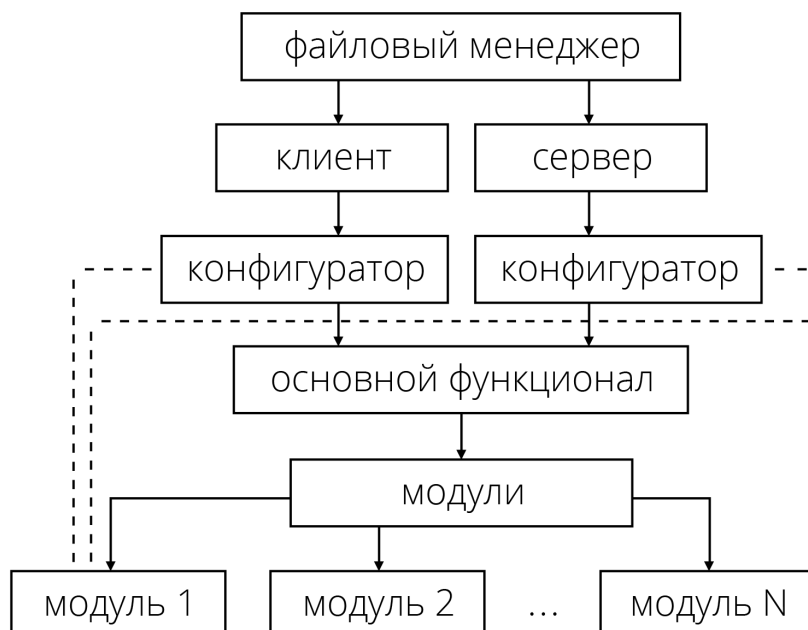 файловый менеджер
клиент
сервер
конфигуратор
конфигуратор
основной функционал
модули
модуль 1
модуль 2
...
модуль N